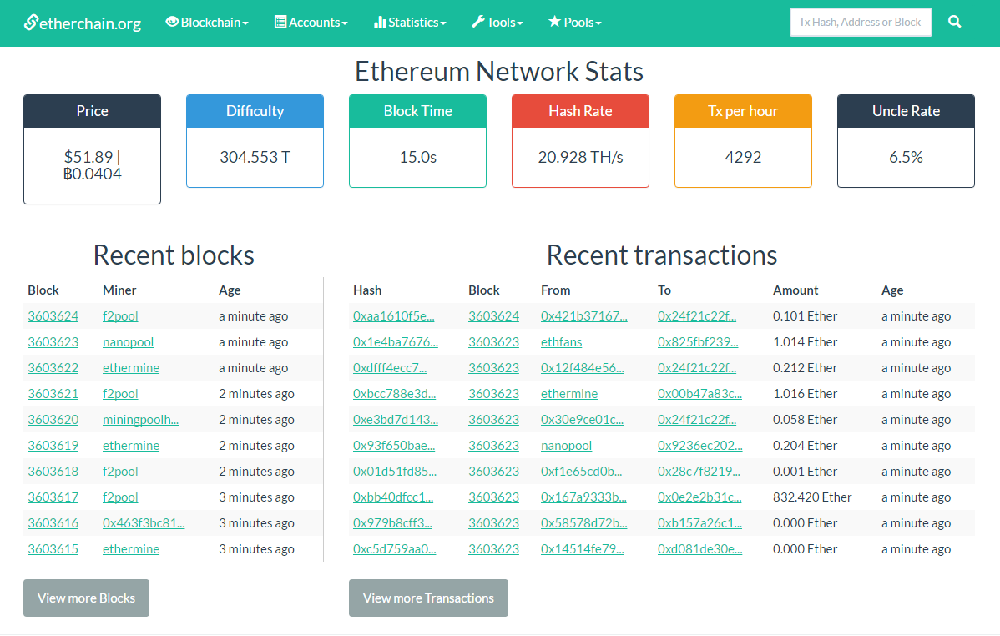 etherchain.org Blockchain Accounts Statistics Tools Pools Tx Hash, Address or Block
Ethereum Network Stats
Price Difficulty Block Time Hash Rate Tx per hour Uncle Rate
$51.89 | 304.553 T 15.0s 20.928 TH/s 4292 6.5%
฿0.0404
Recent blocks Recent transactions
Block Miner Age Hash Block From To Amount Age
3603624 f2pool a minute ago 0xaa1610f5e... 3603624 0x421b37167... 0x24f21c22f... 0.101 Ether a minute ago
3603623 nanopool a minute ago 0x1e4ba7676... 3603623 ethfans 0x825fbf239... 1.014 Ether a minute ago
3603622 ethermine a minute ago 0xdfff4ecc7... 3603623 0x12f484e56... 0x24f21c22f... 0.212 Ether a minute ago
3603621 f2pool 2 minutes ago 0xbcc788e3d... 3603623 ethermine 0x00b47a83c... 1.016 Ether a minute ago
3603620 miningpoolh... 2 minutes ago 0xe3bd7d143... 3603623 0x30e9ce01c... 0x24f21c22f... 0.058 Ether a minute ago
3603619 ethermine 2 minutes ago 0x93f650bae... 3603623 nanopool 0x9236ec202... 0.204 Ether a minute ago
3603618 f2pool 2 minutes ago 0x01d51fd85... 3603623 0xf1e65cd0b... 0x28c7f8219... 0.001 Ether a minute ago
3603617 f2pool 3 minutes ago 0xbb40dfcc1... 3603623 0x167a9333b... 0x0e2e2b31c... 832.420 Ether a minute ago
3603616 0x463f3bc81... 3 minutes ago 0x979b8cff3... 3603623 0x58578d72b... 0xb157a26c1... 0.000 Ether a minute ago
3603615 ethermine 3 minutes ago 0xc5d759aa0... 3603623 0x14514fe79... 0xd081de30e... 0.000 Ether a minute ago
View more Blocks View more Transactions